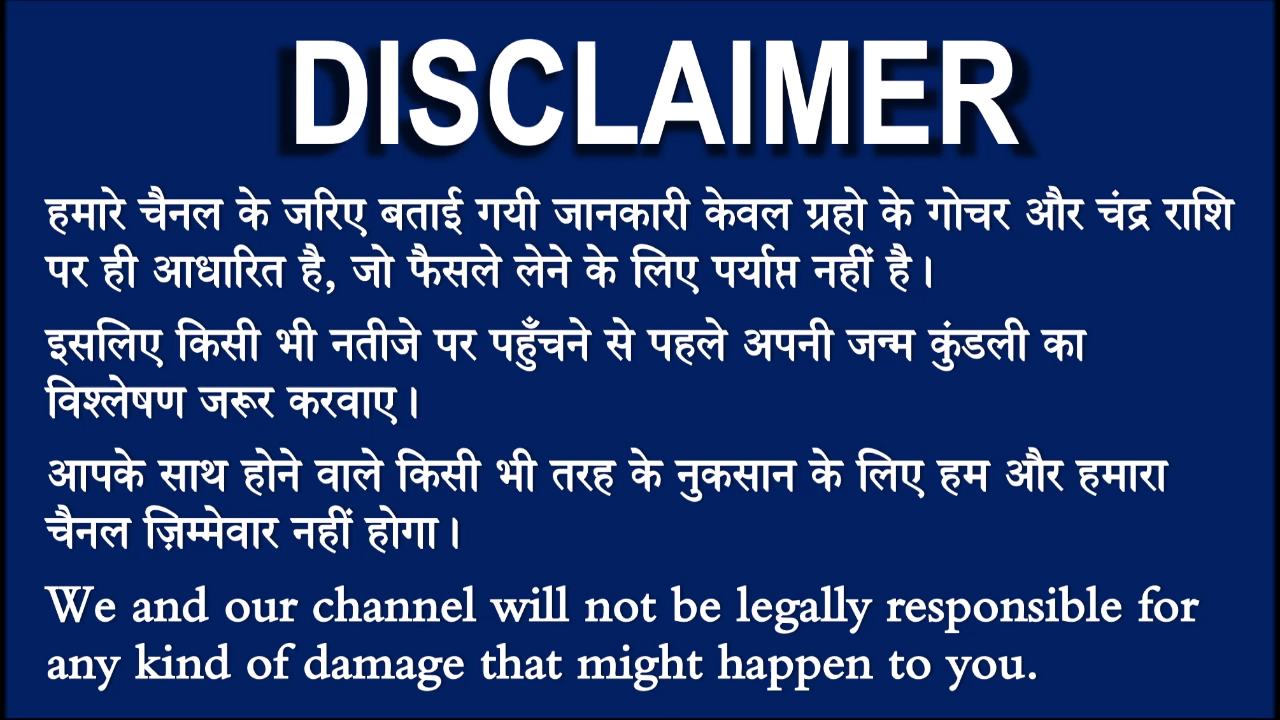 DISCLAIMER
हमारे चैनल के जरिए बताई गयी जानकारी केवल ग्रहो के गोचर और चंद्र राशि
पर ही आधारित है, जो फैसले लेने के लिए पर्याप्त नहीं है।
इसलिए किसी भी नतीजे पर पहुँचने से पहले अपनी जन्म कुंडली का
विश्लेषण जरूर करवाए।
आपके साथ होने वाले किसी भी तरह के नुकसान के लिए हम और हमारा
चैनल ज़िम्मेवार नहीं होगा।
We and our channel will not be legally responsible for
any kind of damage that might happen to you.